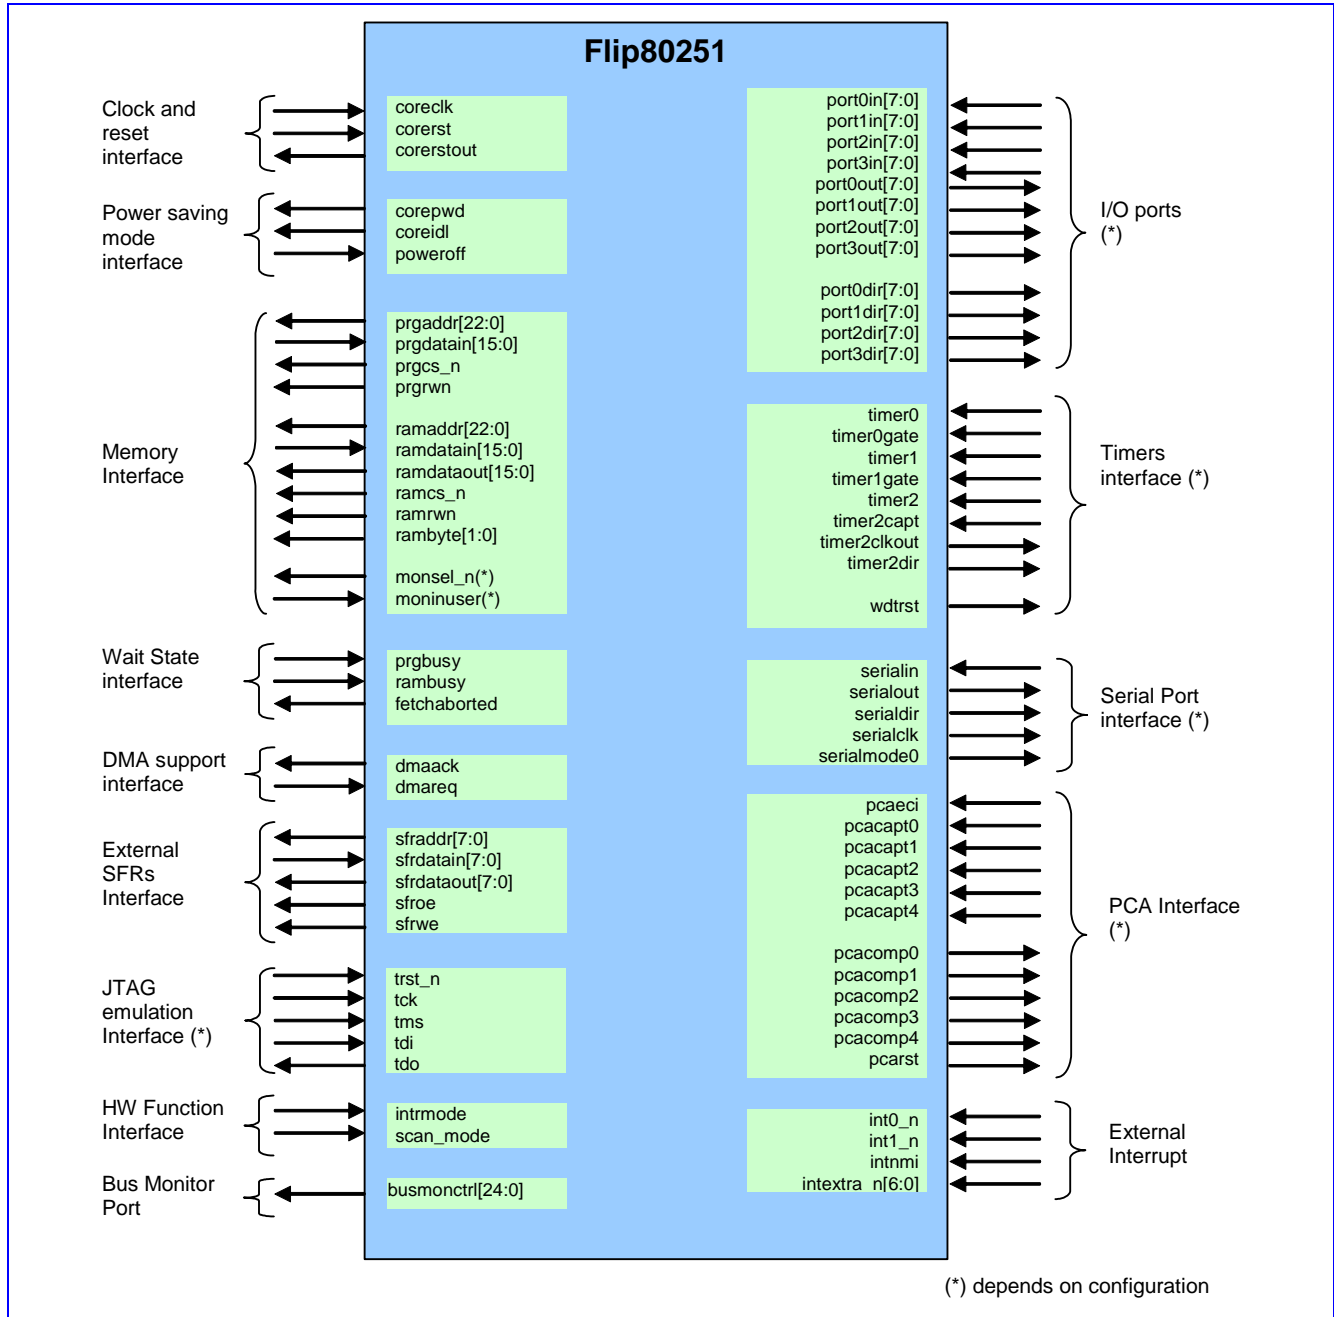 Flip80251
Clock and
reset
interface
coreclk
corerst
corerstout
Power saving
mode
interface
corepwd
coreidl
poweroff
Memory
Interface
prgaddr[22:0]
prgdatain[15:0]
prgcs_n
prgrwn
ramaddr[22:0]
ramdatain[15:0]
ramdataout[15:0]
ramcs_n
ramrwn
rambyte[1:0]
monsel_n(*)
moninuser(*)
Wait State
interface
prgbusy
rambusy
fetchaborted
DMA support
interface
dmaack
dmareq
External
SFRs
Interface
sfraddr[7:0]
sfrdatain[7:0]
sfrdataout[7:0]
sfroe
sfrwe
JTAG
emulation
Interface (*)
trst_n
tck
tms
tdi
tdo
HW Function
Interface
intrmode
scan_mode
Bus Monitor
Port
busmonctrl[24:0]
port0in[7:0]
port1in[7:0]
port2in[7:0]
port3in[7:0]
port0out[7:0]
port1out[7:0]
port2out[7:0]
port3out[7:0]
port0dir[7:0]
port1dir[7:0]
port2dir[7:0]
port3dir[7:0]
I/O ports
(*)
timer0
timer0gate
timer1
timer1gate
timer2
timer2capt
timer2clkout
timer2dir
wdtrst
Timers
interface (*)
serialin
serialout
serialdir
serialclk
serialmode0
Serial Port
interface (*)
pcaeci
pcacapt0
pcacapt1
pcacapt2
pcacapt3
pcacapt4
pcacomp0
pcacomp1
pcacomp2
pcacomp3
pcacomp4
pcarst
PCA Interface
(*)
int0_n
int1_n
intnmi
intextra_n[6:0]
External
Interrupt
(*) depends on configuration